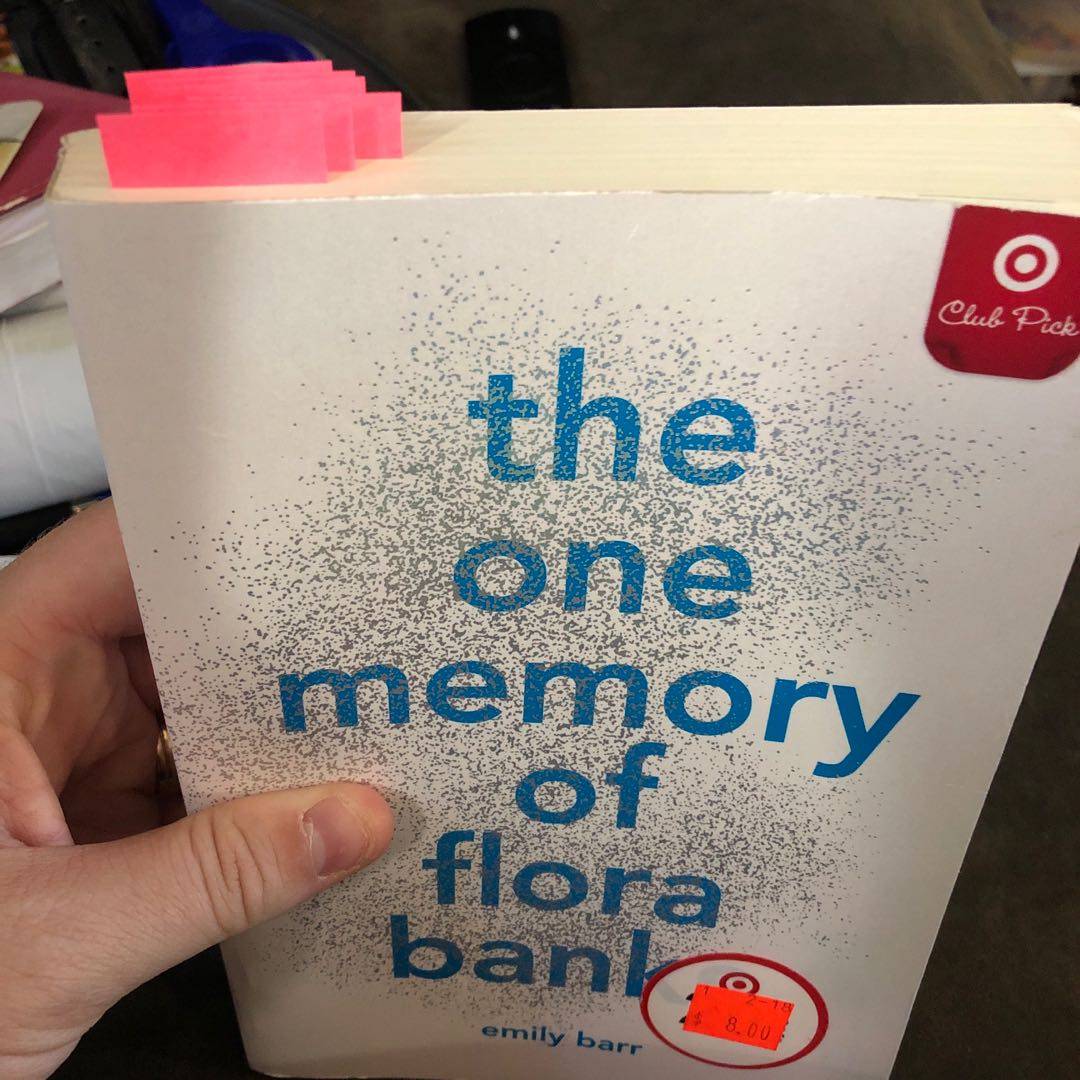 Club Pick
the
one
memory
of
flora
bank
emily barr
$ 8.00